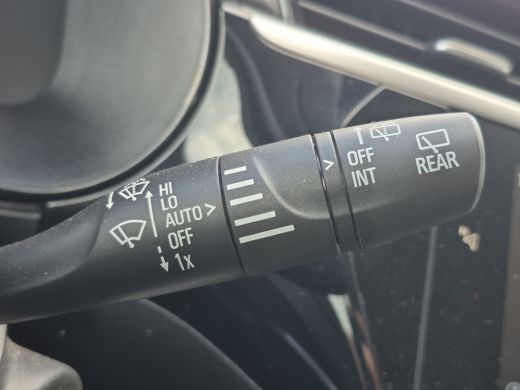 HI
LO
AUTO >
OFF
1x
>
OFF
INT
REAR